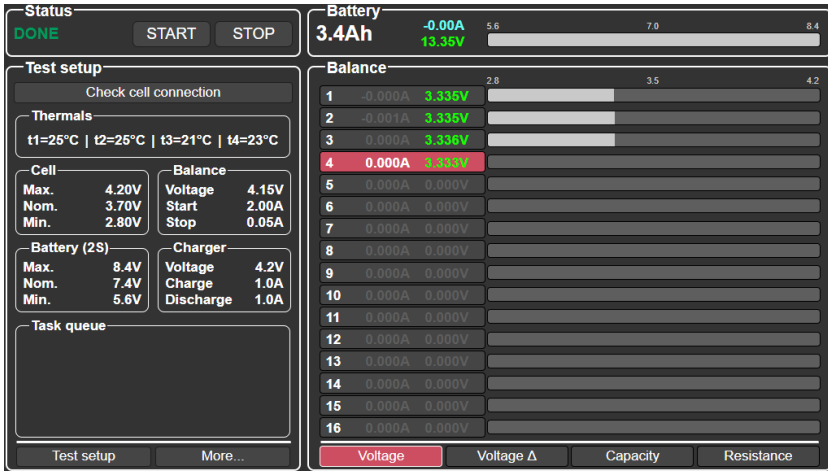 Status
DONE START STOP
Battery
3.4Ah -0.00A 13.35V
5.6 7.0 8.4
Test setup
Check cell connection
Thermals
t1=25°C | t2=25°C | t3=21°C | t4=23°C
Cell
Max. 4.20V
Nom. 3.70V
Min. 2.80V
Balance
Voltage 4.15V
Start 2.00A
Stop 0.05A
Battery (2S)
Max. 8.4V
Nom. 7.4V
Min. 5.6V
Charger
Voltage 4.2V
Charge 1.0A
Discharge 1.0A
Task queue
Test setup More...
Balance
2.8 3.5 4.2
1 -0.000A 3.335V
2 -0.001A 3.335V
3 0.000A 3.336V
4 0.000A 3.333V
5 0.000A 0.000V
6 0.000A 0.000V
7 0.000A 0.000V
8 0.000A 0.000V
9 0.000A 0.000V
10 0.000A 0.000V
11 0.000A 0.000V
12 0.000A 0.000V
13 0.000A 0.000V
14 0.000A 0.000V
15 0.000A 0.000V
16 0.000A 0.000V
Voltage Voltage Δ Capacity Resistance